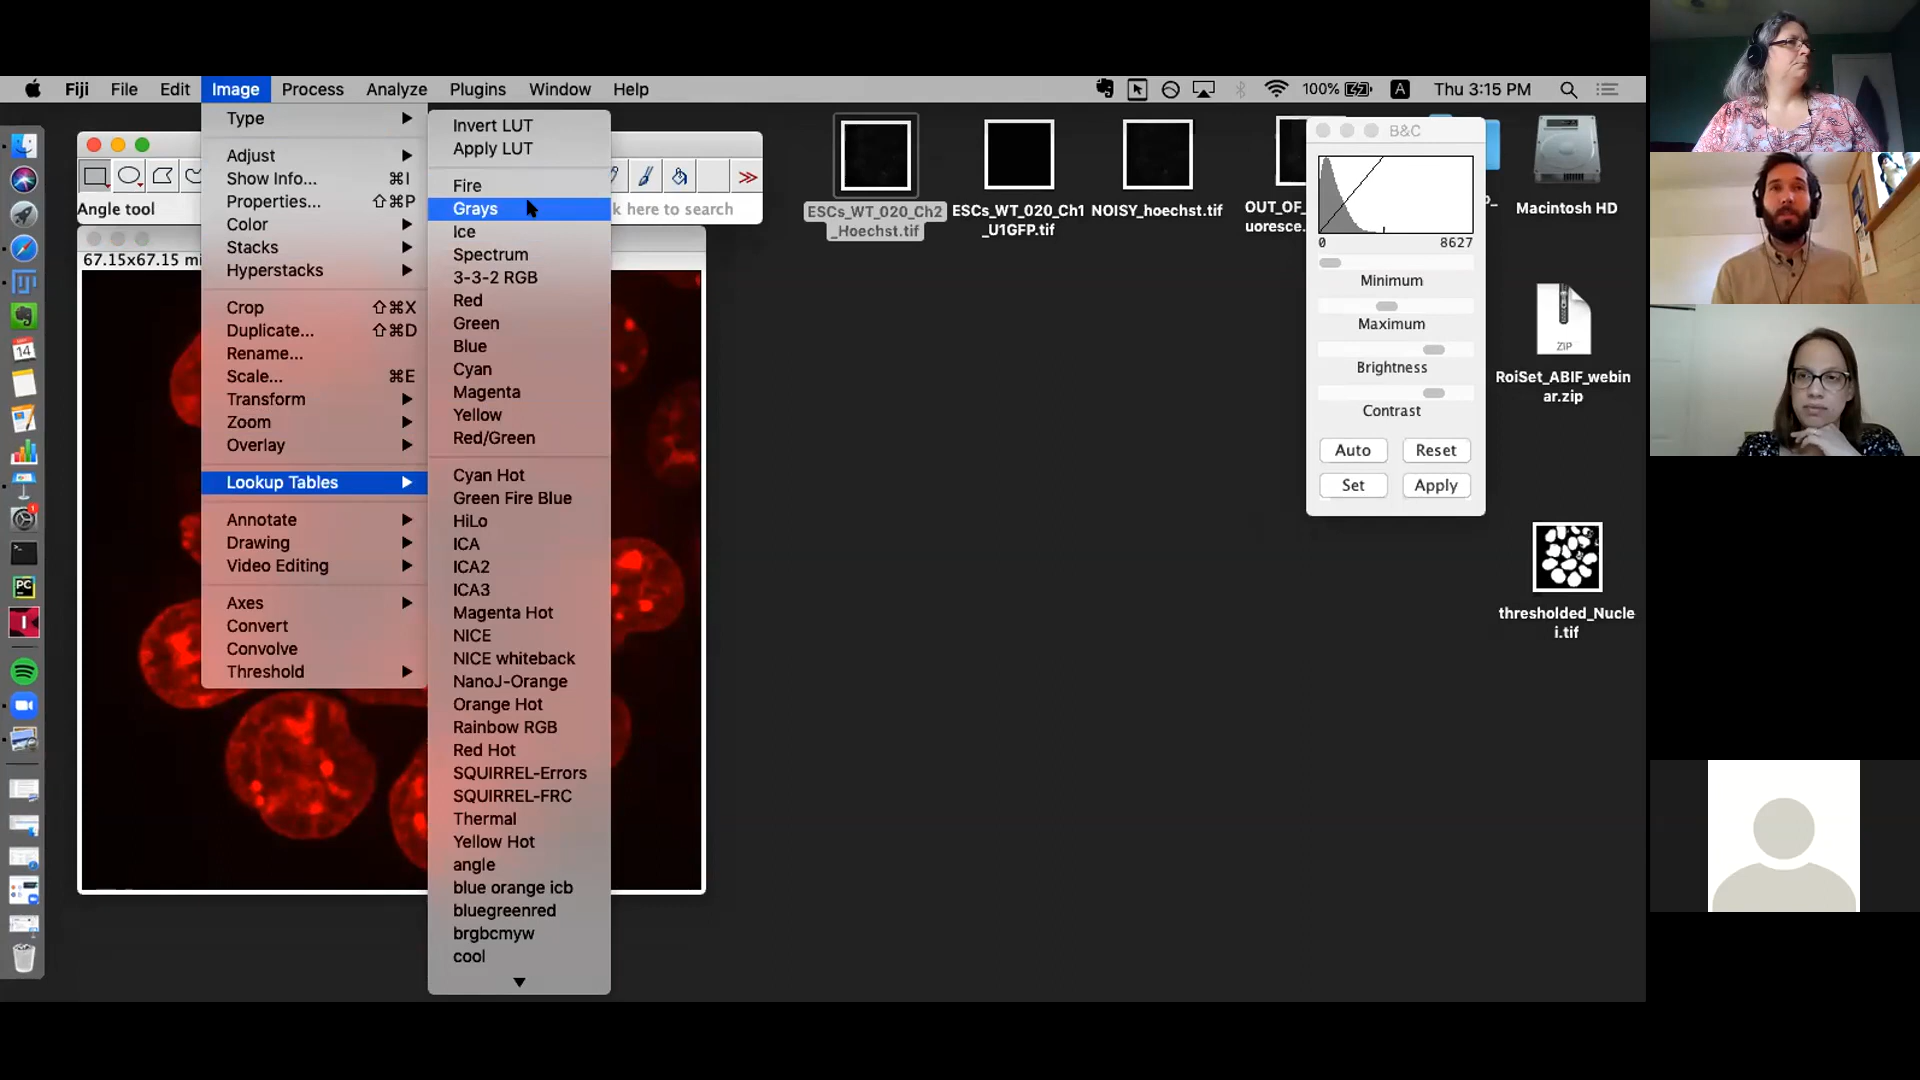 Fiji File Edit Image Process Analyze Plugins Window Help 100% A Thu 3:15 PM
Angle tool
k here to search
67.15x67.15 mi
Type
Adjust
Show Info... ⌘I
Properties... ⇧⌘P
Color
Stacks
Hyperstacks
Crop ⇧⌘X
Duplicate... ⇧⌘D
Rename...
Scale... ⌘E
Transform
Zoom
Overlay
Lookup Tables
Annotate
Drawing
Video Editing
Axes
Convert
Convolve
Threshold
Invert LUT
Apply LUT
Fire
Grays
Ice
Spectrum
3-3-2 RGB
Red
Green
Blue
Cyan
Magenta
Yellow
Red/Green
Cyan Hot
Green Fire Blue
HiLo
ICA
ICA2
ICA3
Magenta Hot
NICE
NICE whiteback
NanoJ-Orange
Orange Hot
Rainbow RGB
Red Hot
SQUIRREL-Errors
SQUIRREL-FRC
Thermal
Yellow Hot
angle
blue orange icb
bluegreenred
brgbcmyw
cool
ESCs_WT_020_Ch2
_Hoechst.tif
ESCs_WT_020_Ch1
_U1GFP.tif
NOISY_hoechst.tif
OUT_OF_
uoresce.
B&C
0 8627
Minimum
Maximum
Brightness
Contrast
Auto Reset
Set Apply
Macintosh HD
ZIP
RoiSet_ABIF_webin
ar.zip
thresholded_Nucle
i.tif
14
1
PC